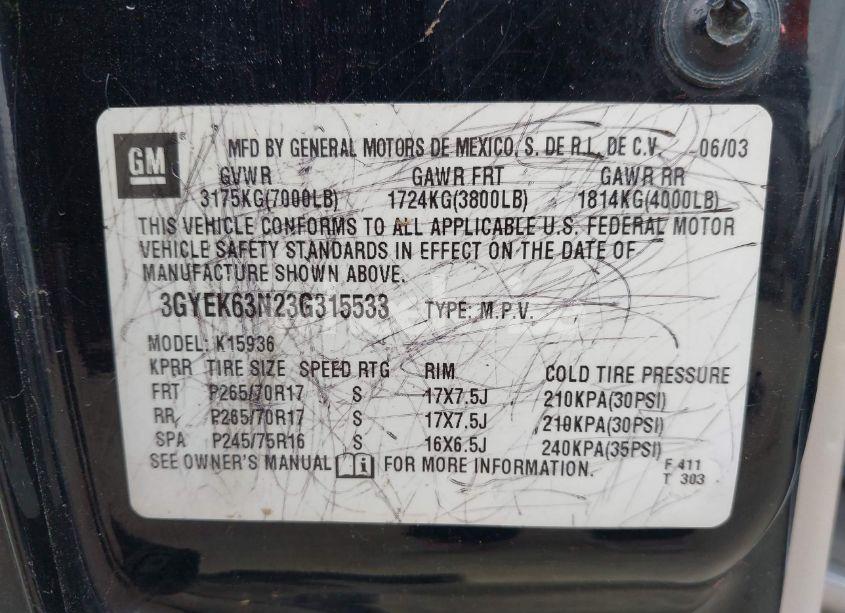 GM ® MFD BY GENERAL MOTORS DE MEXICO, S. DE R.L. DE C.V. 06/03
GVWR GAWR FRT GAWR RR
3175KG(7000LB) 1724KG(3800LB) 1814KG(4000LB)
THIS VEHICLE CONFORMS TO ALL APPLICABLE U.S. FEDERAL MOTOR
VEHICLE SAFETY STANDARDS IN EFFECT ON THE DATE OF
MANUFACTURE SHOWN ABOVE.
3GYEK63N23G315533 TYPE: M.P.V.
MODEL: K15936
KPRR TIRE SIZE SPEED RTG RIM COLD TIRE PRESSURE
FRT P265/70R17 S 17X7.5J 210KPA(30PSI)
RR P265/70R17 S 17X7.5J 210KPA(30PSI)
SPA P245/75R16 S 16X6.5J 240KPA(35PSI)
SEE OWNER'S MANUAL i FOR MORE INFORMATION. F 411
T 303